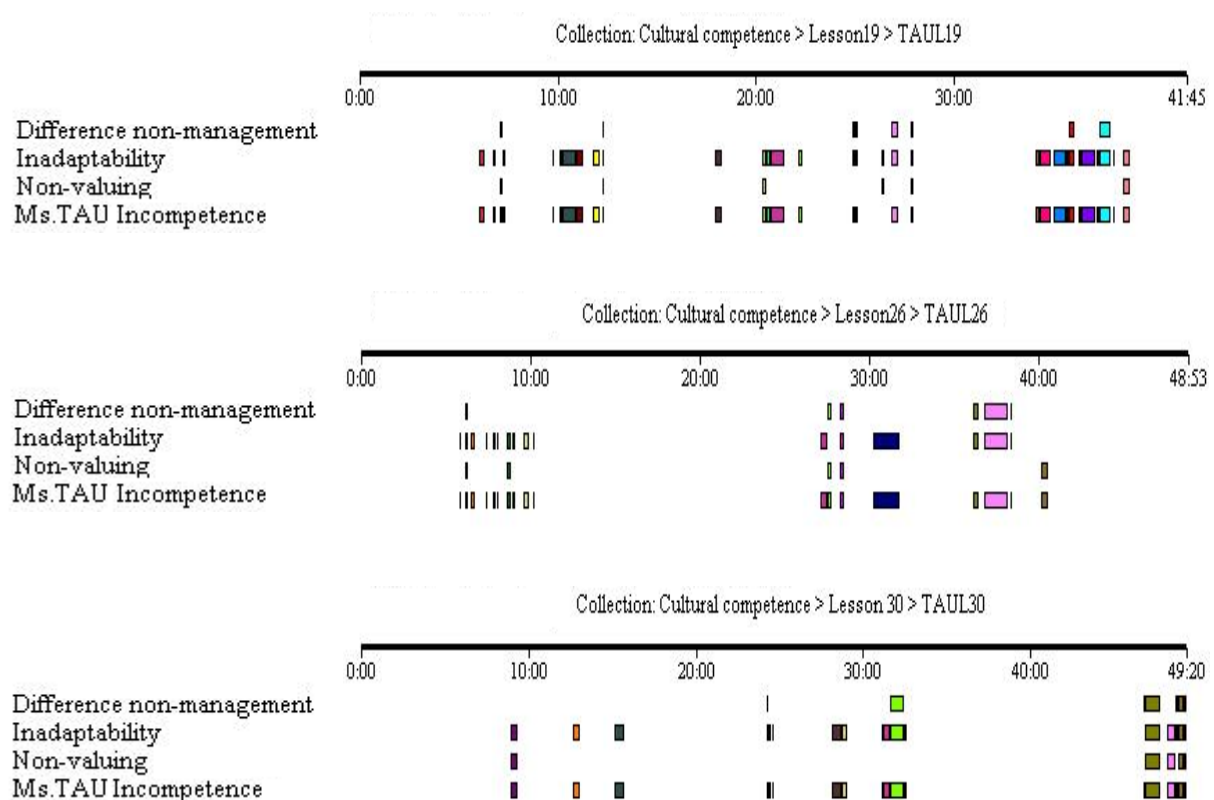 Collection: Cultural competence > Lesson19 > TAUL19
0:00 10:00 20:00 30:00 41:45
Difference non-management
Inadaptability
Non-valuing
Ms.TAU Incompetence
Collection: Cultural competence > Lesson26 > TAUL26
0:00 10:00 20:00 30:00 40:00 48:53
Difference non-management
Inadaptability
Non-valuing
Ms.TAU Incompetence
Collection: Cultural competence > Lesson 30 > TAUL30
0:00 10:00 20:00 30:00 40:00 49:20
Difference non-management
Inadaptability
Non-valuing
Ms.TAU Incompetence